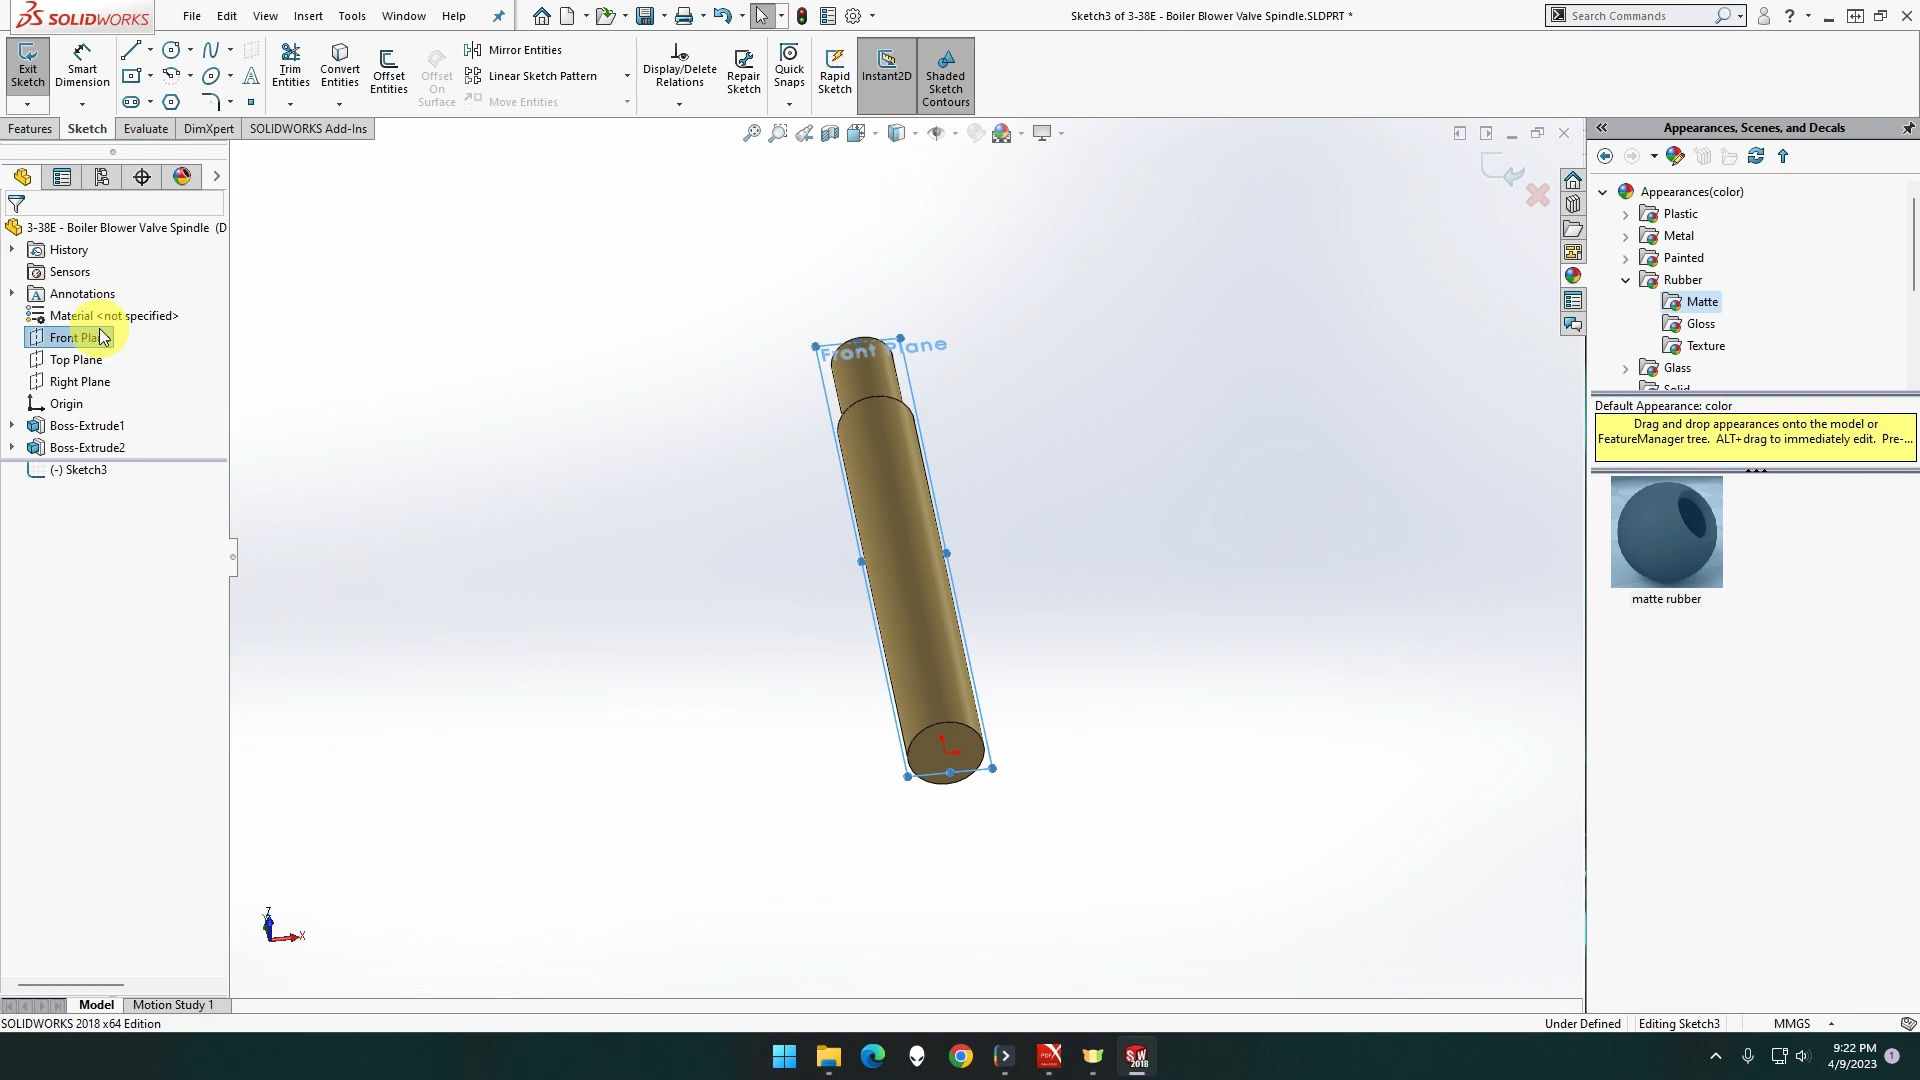 SOLIDWORKS
File Edit View Insert Tools Window Help
Sketch3 of 3-38E - Boiler Blower Valve Spindle.SLDPRT *
Search Commands
Exit Sketch
Smart Dimension
Trim Entities
Convert Entities
Offset Entities
Offset On Surface
Mirror Entities
Linear Sketch Pattern
Move Entities
Display/Delete Relations
Repair Sketch
Quick Snaps
Rapid Sketch
Instant2D
Shaded Sketch Contours
Features Sketch Evaluate DimXpert SOLIDWORKS Add-Ins
3-38E - Boiler Blower Valve Spindle (D
History
Sensors
Annotations
Material <not specified>
Front Pla
Top Plane
Right Plane
Origin
Boss-Extrude1
Boss-Extrude2
(-) Sketch3
Front Plane
Z
X
Appearances, Scenes, and Decals
Appearances(color)
Plastic
Metal
Painted
Rubber
Matte
Gloss
Texture
Glass
Default Appearance: color
Drag and drop appearances onto the model or
FeatureManager tree. ALT+drag to immediately edit. Pre-...
matte rubber
Model Motion Study 1
SOLIDWORKS 2018 x64 Edition
Under Defined Editing Sketch3 MMGS
9:22 PM
4/9/2023
1